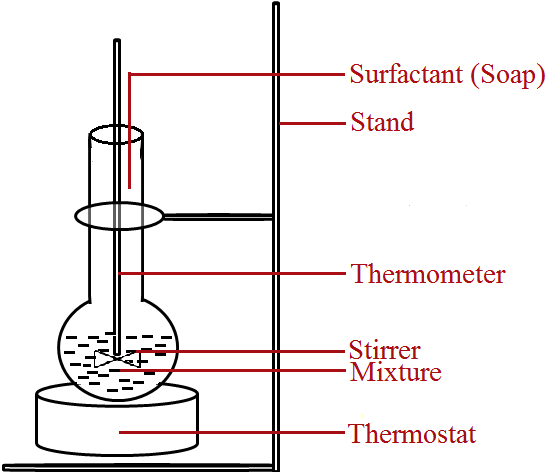 Surfactant (Soap)
Stand
Thermometer
Stirrer
Mixture
Thermostat